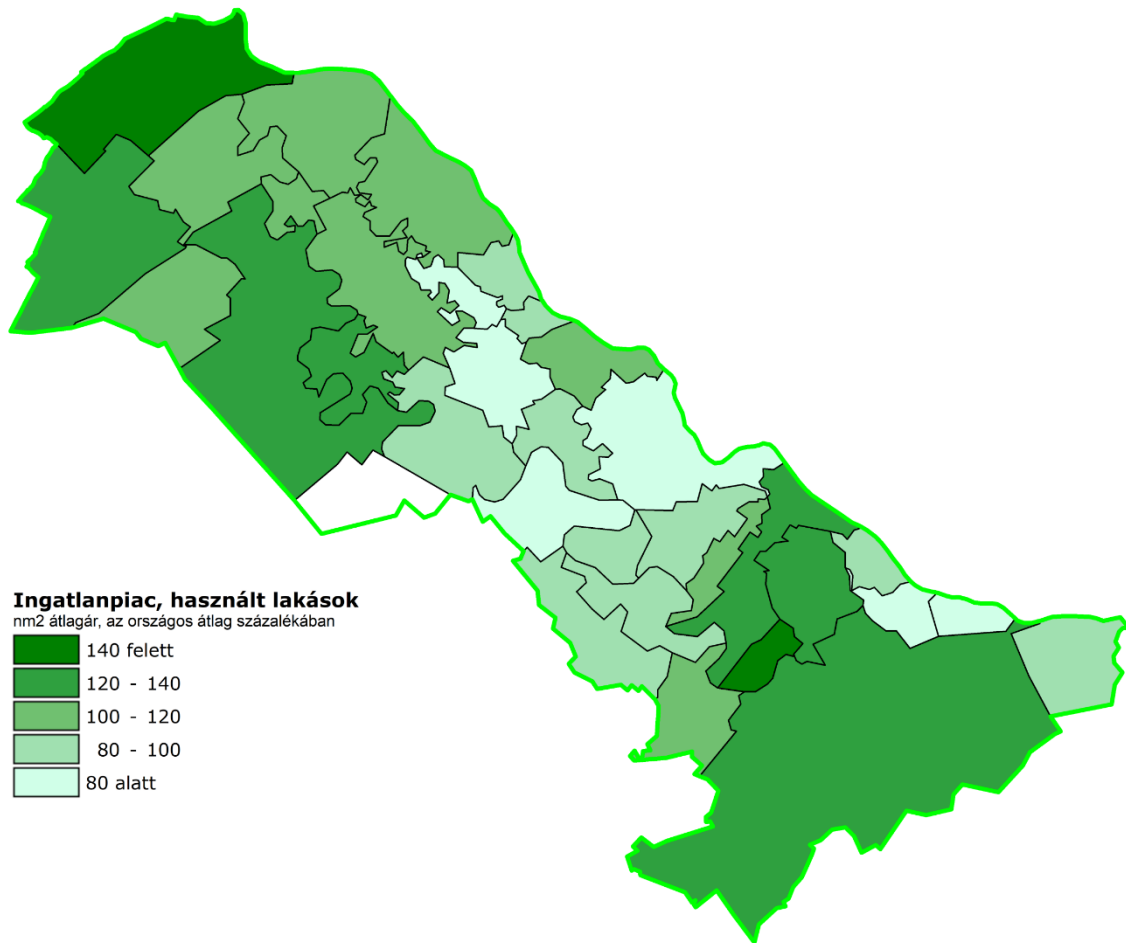 Ingatlanpiac, használt lakások
nm2 átlagár, az országos átlag százalékában
140 felett
120 - 140
100 - 120
80 - 100
80 alatt